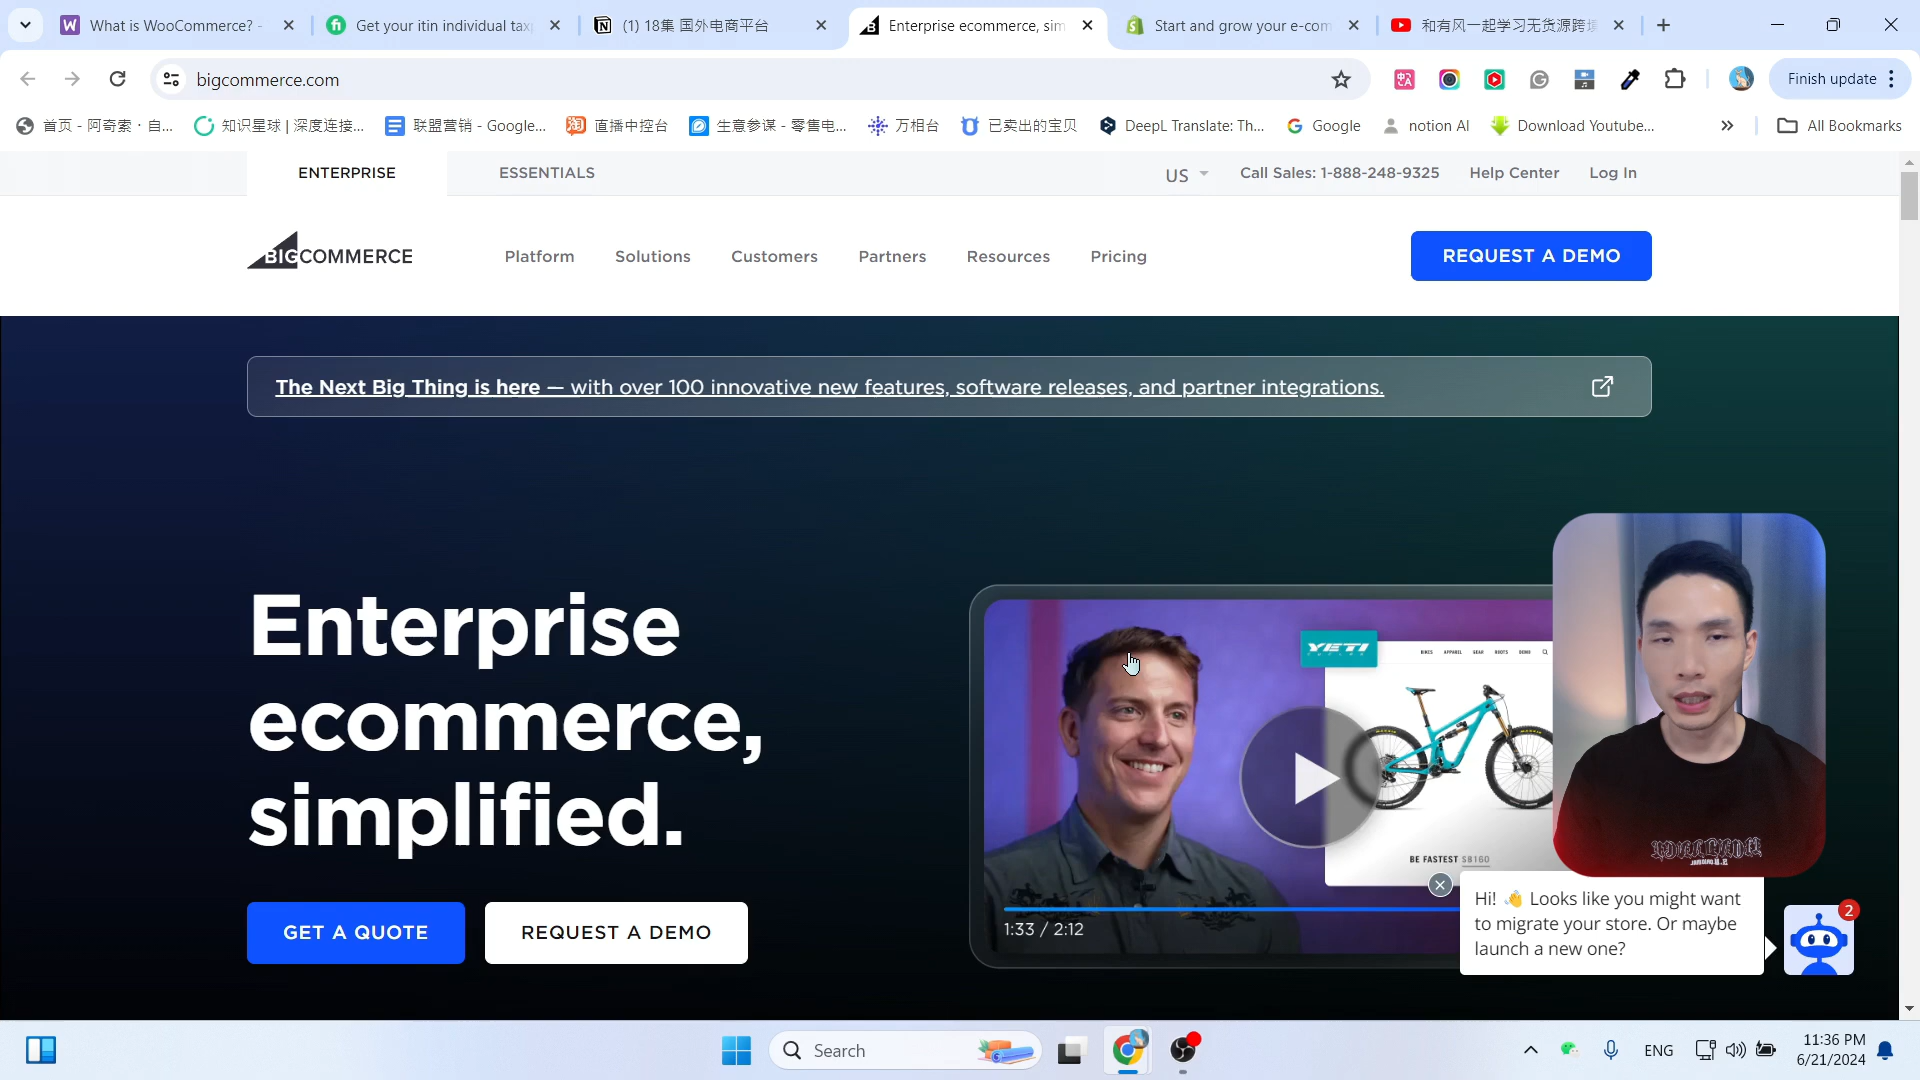 What is WooCommerce? -
Get your itin individual tax
(1) 18集 国外电商平台
Enterprise ecommerce, sim
Start and grow your e-com
和有风一起学习无货源跨境
bigcommerce.com
Finish update
首页 - 阿奇索 · 自...
知识星球 | 深度连接...
联盟营销 - Google...
直播中控台
生意参谋 - 零售电...
万相台
已卖出的宝贝
DeepL Translate: Th...
Google
notion AI
Download Youtube...
All Bookmarks
ENTERPRISE
ESSENTIALS
US
Call Sales: 1-888-248-9325
Help Center
Log In
BIGCOMMERCE
Platform
Solutions
Customers
Partners
Resources
Pricing
REQUEST A DEMO
The Next Big Thing is here — with over 100 innovative new features, software releases, and partner integrations.
Enterprise
ecommerce,
simplified.
GET A QUOTE
REQUEST A DEMO
YETI
BIKES APPAREL GEAR ROOTS DEMO
BE FASTEST SB160
1:33 / 2:12
Hi! 👋 Looks like you might want
to migrate your store. Or maybe
launch a new one?
2
Search
ENG
11:36 PM
6/21/2024